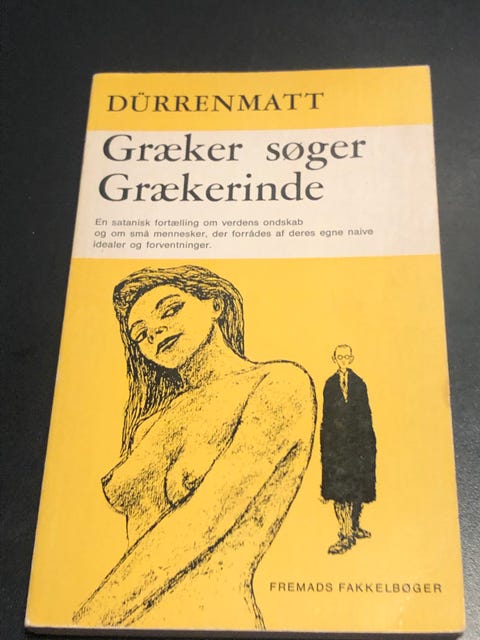 DÜRRENMATT
Græker søger
Grækerinde
En satanisk fortælling om verdens ondskab
og om små mennesker, der forrådes af deres egne naive
idealer og forventninger.
FREMADS FAKKELBØGER